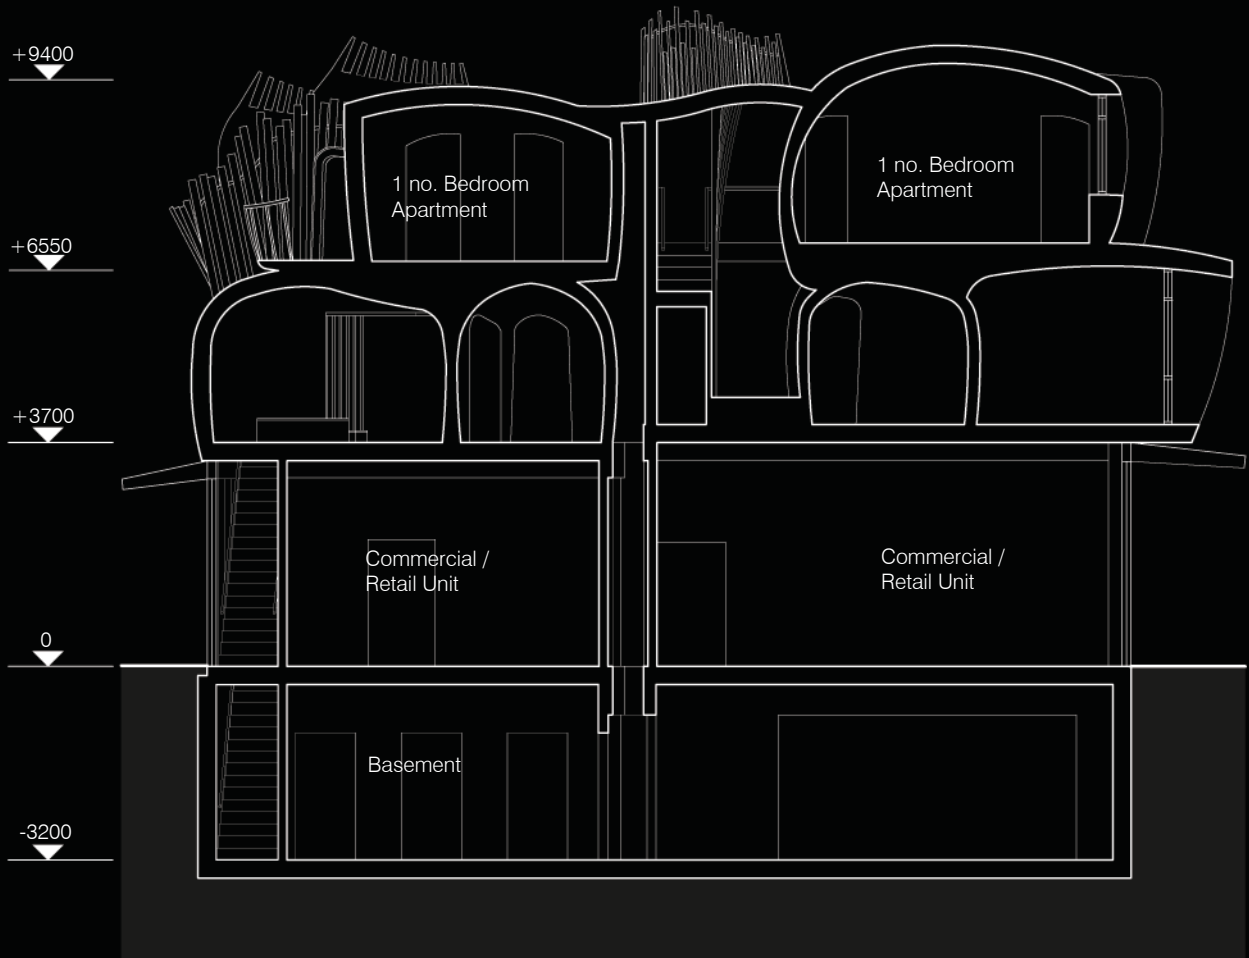 +9400
1 no. Bedroom
Apartment
1 no. Bedroom
Apartment
+6550
+3700
Commercial /
Retail Unit
Commercial /
Retail Unit
0
Basement
-3200